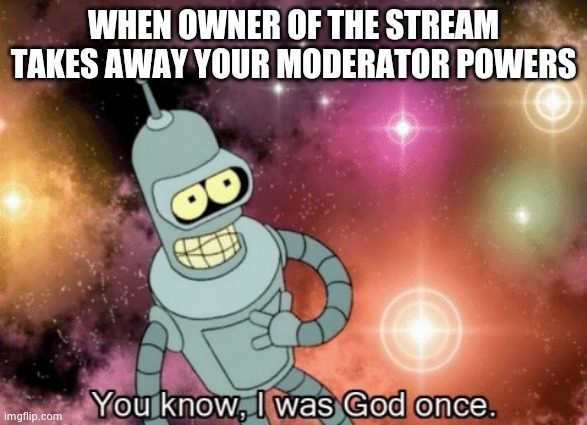 WHEN OWNER OF THE STREAM
TAKES AWAY YOUR MODERATOR POWERS
You know, I was God once.
imgflip.com